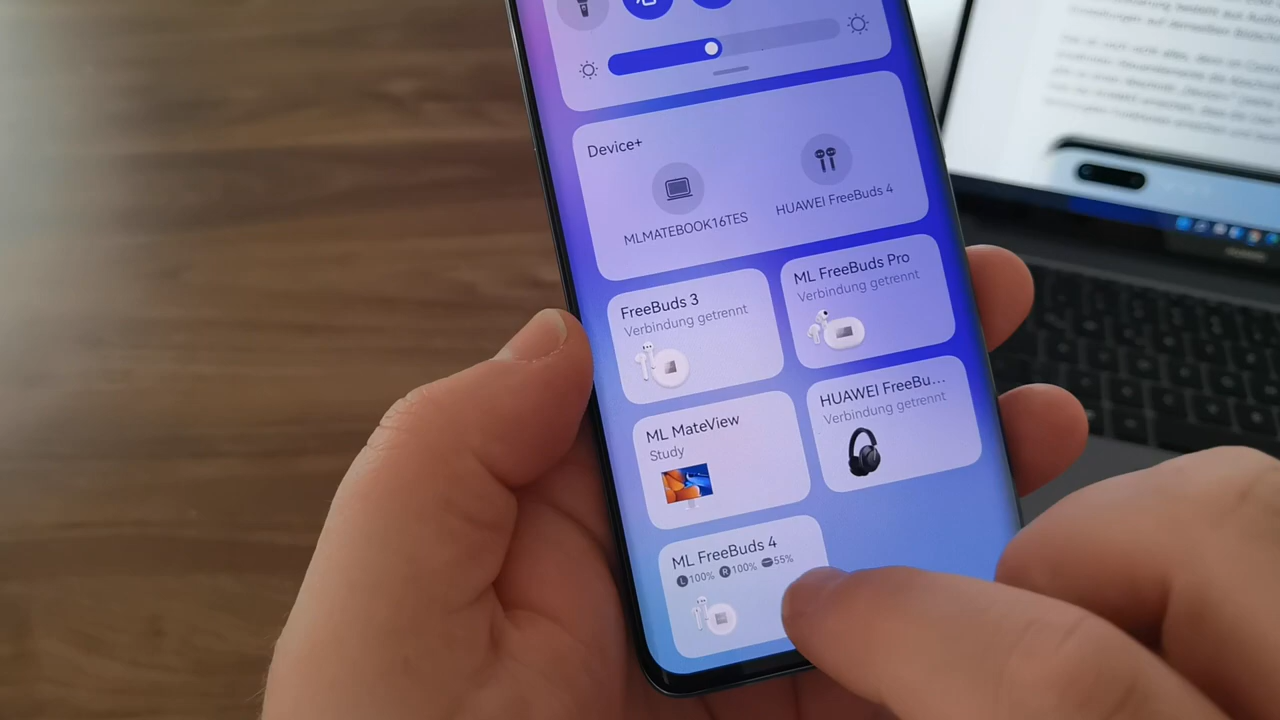 Device+
MLMATEBOOK16TES
HUAWEI FreeBuds 4
FreeBuds 3
Verbindung getrennt
ML FreeBuds Pro
Verbindung getrennt
ML MateView
Study
HUAWEI FreeBu...
Verbindung getrennt
ML FreeBuds 4
L 100% R 100% 55%